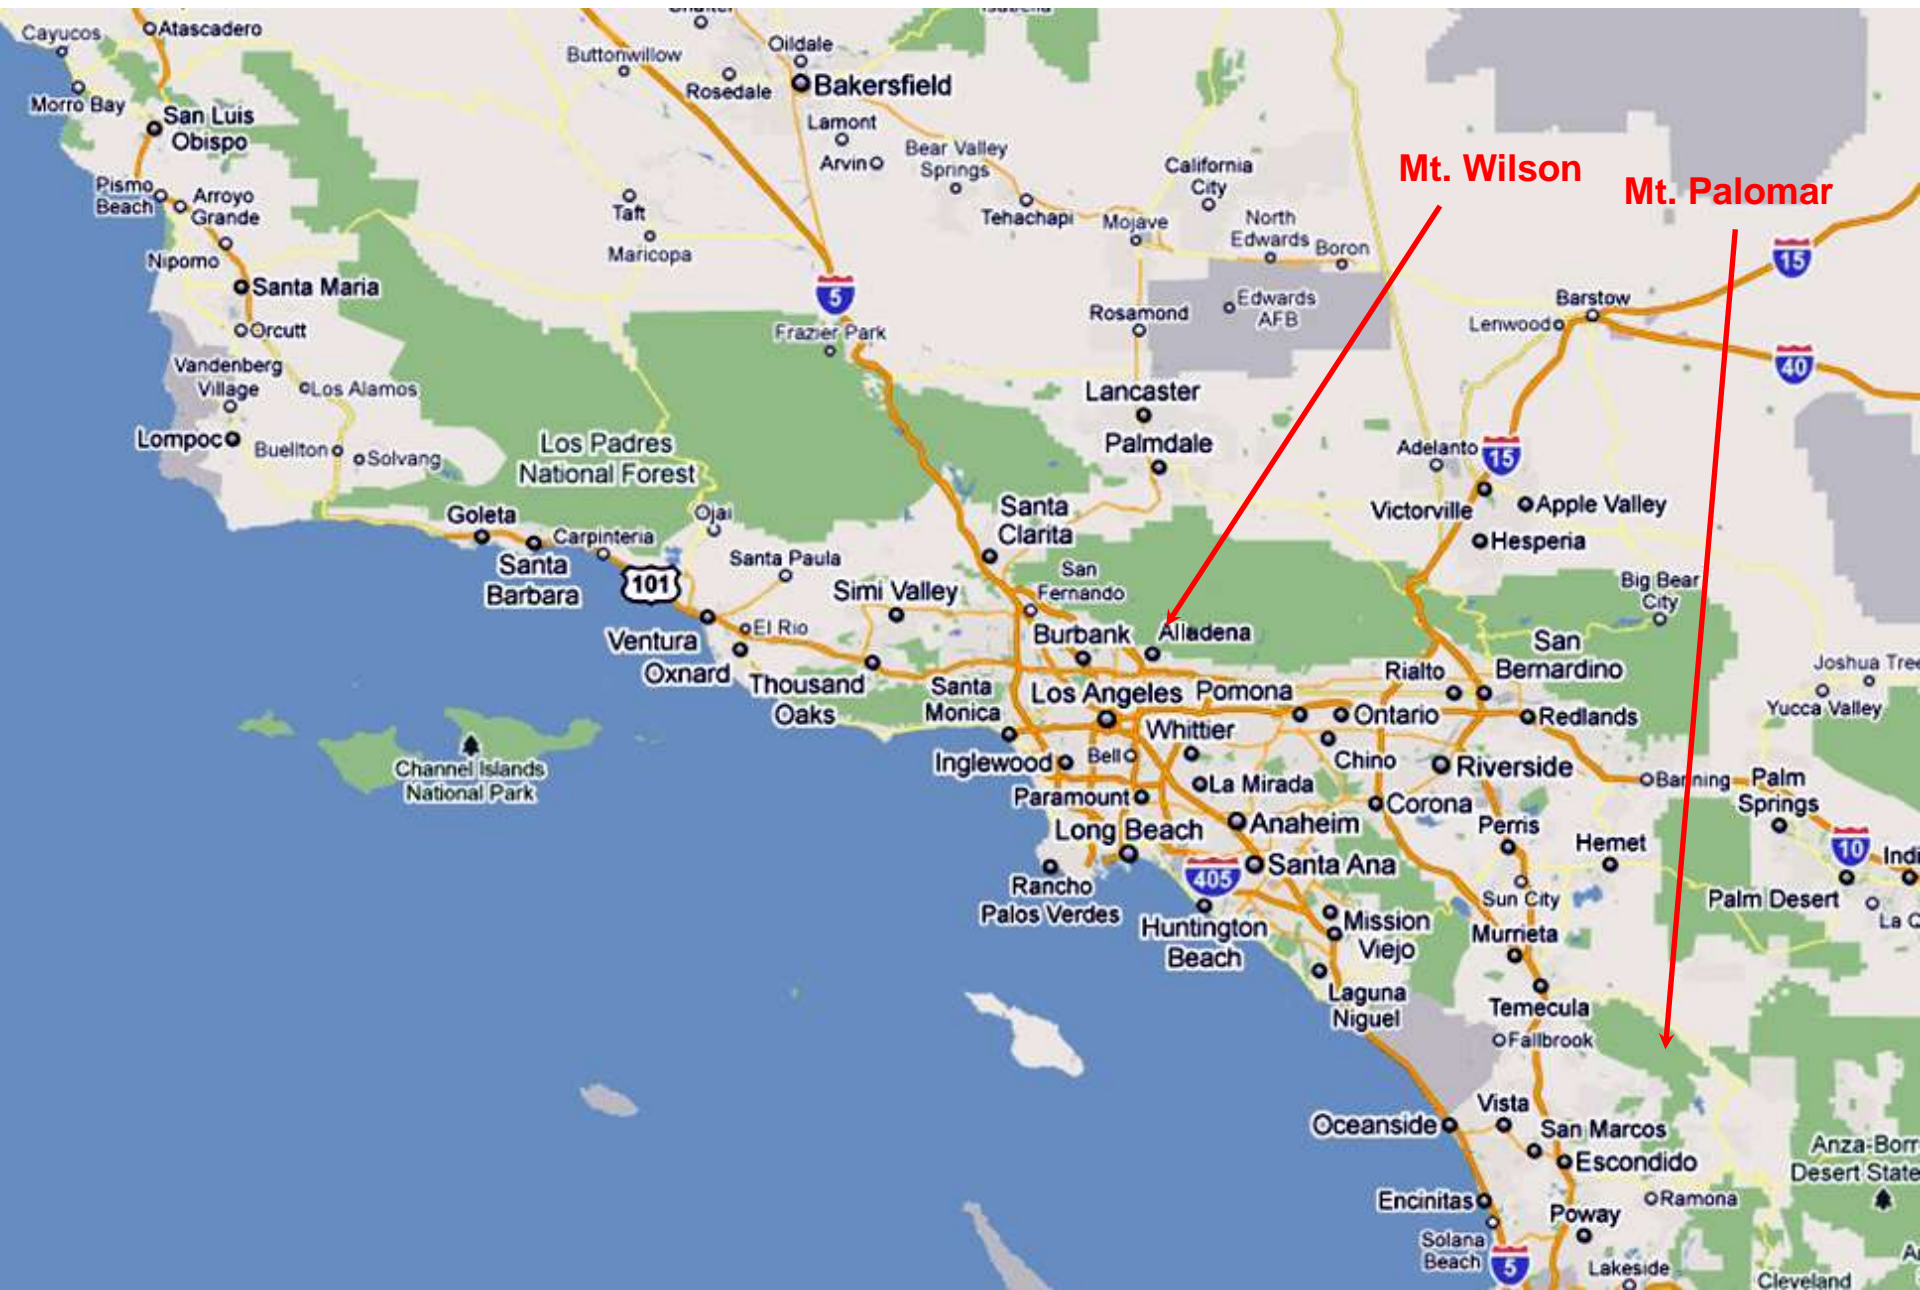 Cayucos
Atascadero
Morro Bay
San Luis
Obispo
Pismo
Beach
Arroyo
Grande
Nipomo
Santa Maria
Orcutt
Vandenberg
Village
Los Alamos
Lompoc
Buellton
Solvang
Buttonwillow
Oildale
Rosedale
Bakersfield
Lamont
Arvin
Bear Valley
Springs
Taft
Maricopa
Tehachapi
Mojave
California
City
North
Edwards
Boron
Edwards
AFB
Rosamond
5
Frazier Park
Lancaster
Palmdale
Mt. Wilson
Mt. Palomar
15
Barstow
Lenwood
40
Adelanto
15
Victorville
Apple Valley
Hesperia
Los Padres
National Forest
Goleta
Santa
Barbara
Carpinteria
Ojai
101
Santa Paula
Ventura
El Rio
Oxnard
Simi Valley
Thousand
Oaks
Santa
Clarita
San
Fernando
Burbank
Altadena
Big Bear
City
San
Bernardino
Rialto
Joshua Tree
Yucca Valley
Santa
Monica
Los Angeles
Pomona
Ontario
Redlands
Whittier
Inglewood
Bell
Chino
Riverside
Banning
Palm
Springs
La Mirada
Paramount
Corona
Long Beach
Anaheim
Perris
Hemet
10
Indi
Santa Ana
405
Rancho
Palos Verdes
Sun City
Palm Desert
La Q
Huntington
Beach
Mission
Viejo
Murrieta
Laguna
Niguel
Temecula
Fallbrook
Channel Islands
National Park
Oceanside
Vista
San Marcos
Escondido
Anza-Borr
Desert State
Encinitas
Ramona
Solana
Beach
Poway
5
Lakeside
Cleveland